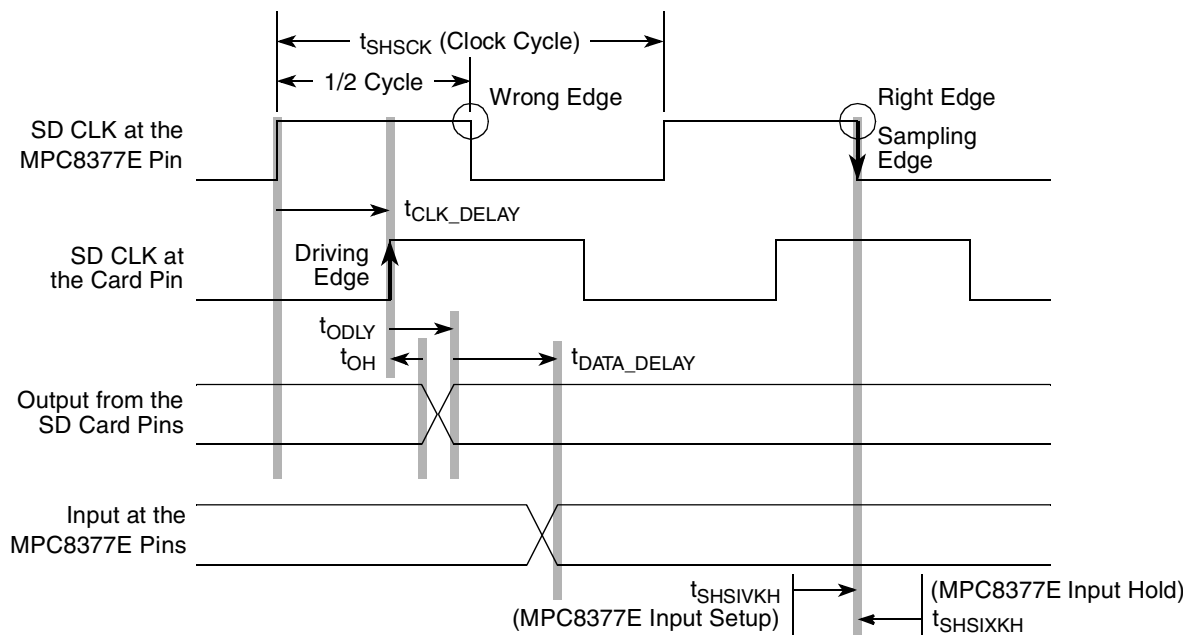 tSHSCK (Clock Cycle)
1/2 Cycle
Wrong Edge
Right Edge
SD CLK at the
MPC8377E Pin
Sampling
Edge
tCLK_DELAY
SD CLK at
the Card Pin
Driving
Edge
tODLY
tOH
tDATA_DELAY
Output from the
SD Card Pins
Input at the
MPC8377E Pins
tSHSIVKH
(MPC8377E Input Setup)
(MPC8377E Input Hold)
tSHSIXKH